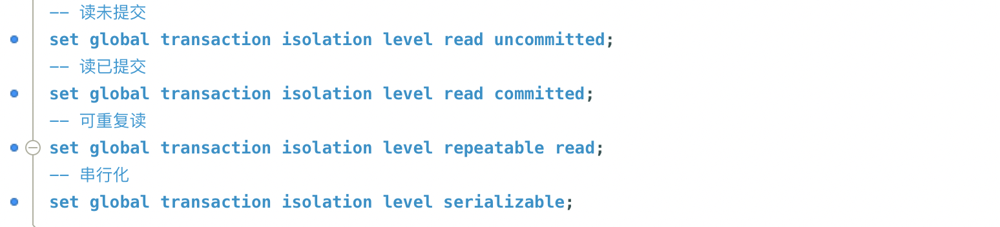 -- 读未提交
set global transaction isolation level read uncommitted;
-- 读已提交
set global transaction isolation level read committed;
-- 可重复读
set global transaction isolation level repeatable read;
-- 串行化
set global transaction isolation level serializable;